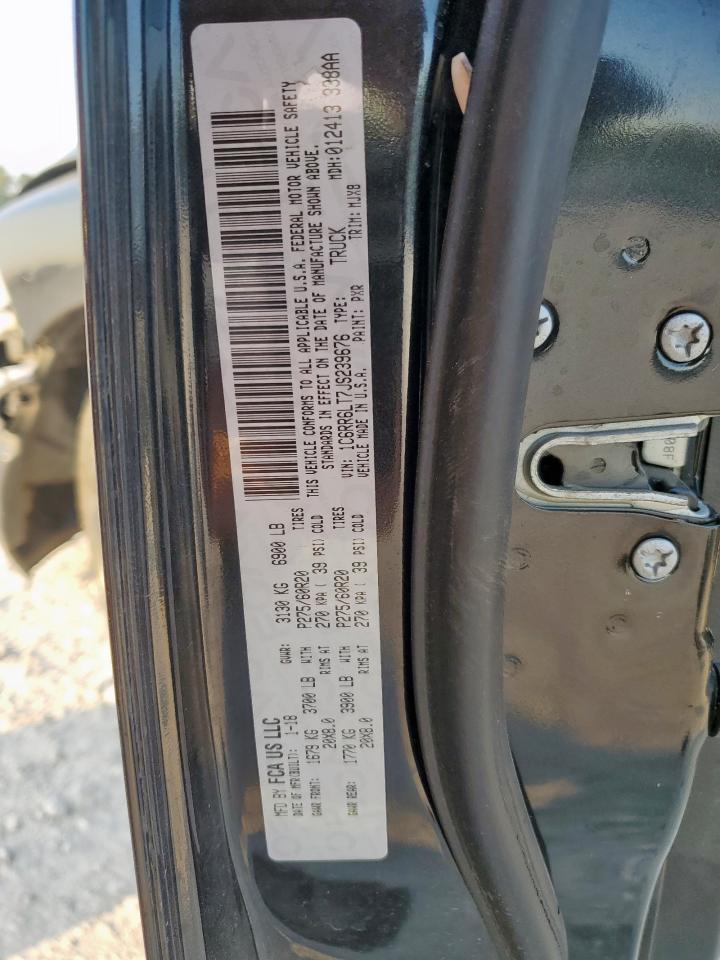 MFD BY FCA US LLC
DATE OF MFR(BUILT): 1-18 GVWR: 3130 KG 6900 LB
GAWR FRONT: 1679 KG 3700 LB WITH P275/60R20 TIRES
20X8.0 RIMS AT 270 KPA ( 39 PSI) COLD
GAWR REAR: 1770 KG 3900 LB WITH P275/60R20 TIRES
20X8.0 RIMS AT 270 KPA ( 39 PSI) COLD
THIS VEHICLE CONFORMS TO ALL APPLICABLE U.S.A. FEDERAL MOTOR VEHICLE SAFETY
STANDARDS IN EFFECT ON THE DATE OF MANUFACTURE SHOWN ABOVE.
VIN: 1C6RR6LT7JS239676 TYPE: TRUCK MDH:012413 338AA
VEHICLE MADE IN U.S.A. PAINT: PXR TRIM: MJX8